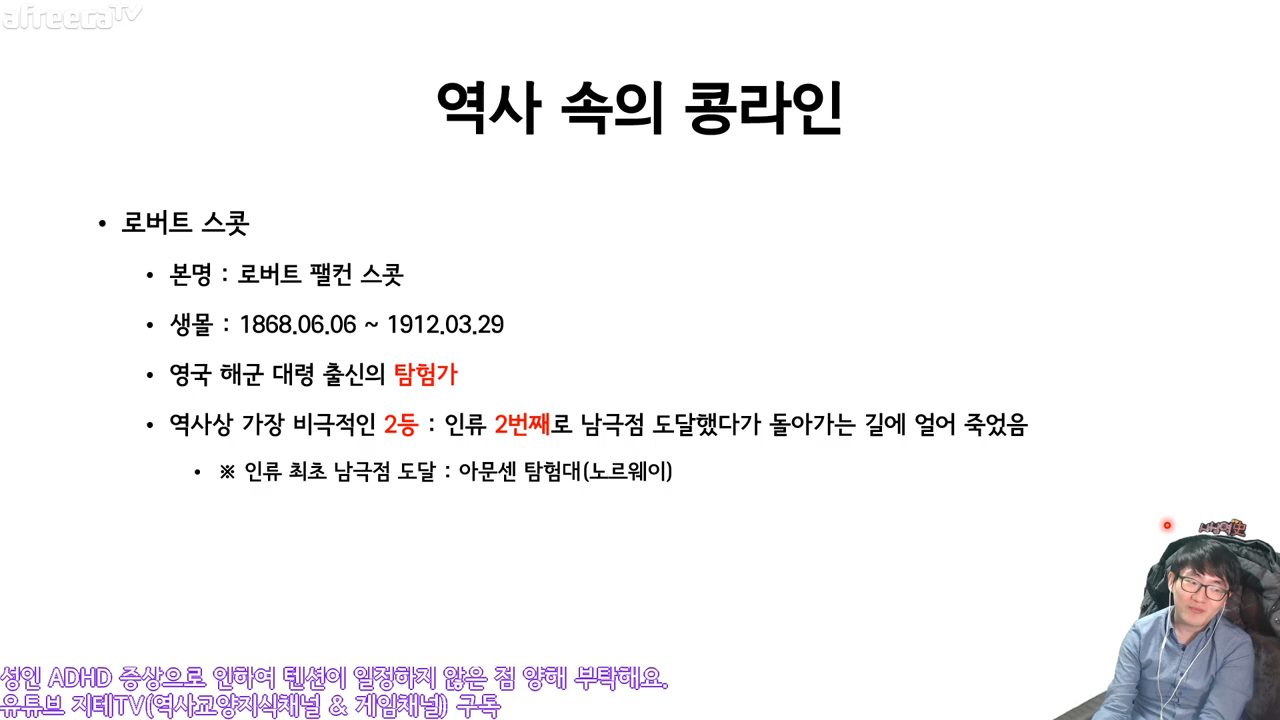 afreecaTV
역사 속의 콩라인
• 로버트 스콧
• 본명 : 로버트 팰컨 스콧
• 생몰 : 1868.06.06 ~ 1912.03.29
• 영국 해군 대령 출신의 탐험가
• 역사상 가장 비극적인 2등 : 인류 2번째로 남극점 도달했다가 돌아가는 길에 얼어 죽었음
• ※ 인류 최초 남극점 도달 : 아문센 탐험대(노르웨이)
성인 ADHD 증상으로 인하여 텐션이 일정하지 않은 점 양해 부탁해요.
유튜브 지테TV(역사교양지식채널 & 게임채널) 구독